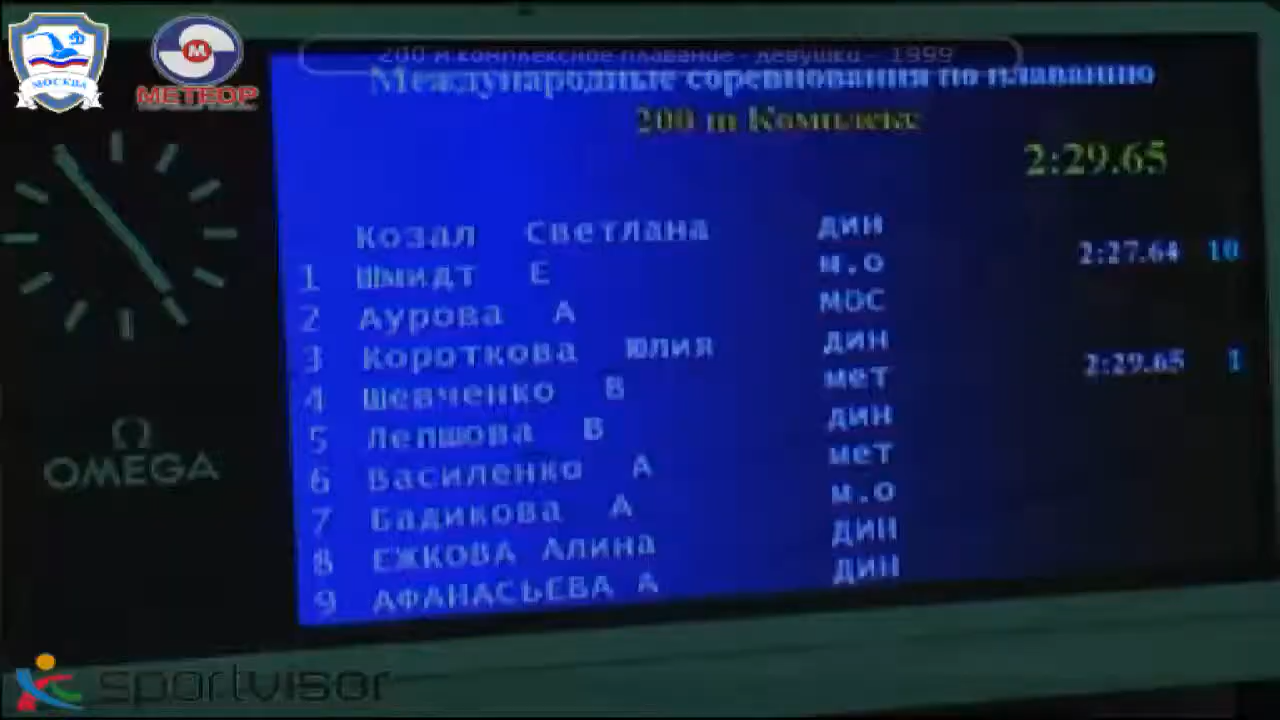 МОСКВА
М
МЕТЕОР
200 м комплексное плавание - девушки - 1999
Международные соревнования по плаванию
200 m Комплекс
2:29.65
Козал Светлана дин
1 Шмидт Е м.о 2:27.64 10
2 Аурова А МОС
3 Короткова Юлия дин
4 Шевченко В мет 2:29.65 1
5 Лепшова В дин
6 Василенко А мет
7 Бадикова А м.о
8 ЕЖКОВА Алина дин
9 АФАНАСЬЕВА А дин
Ω
OMEGA
sportvisor